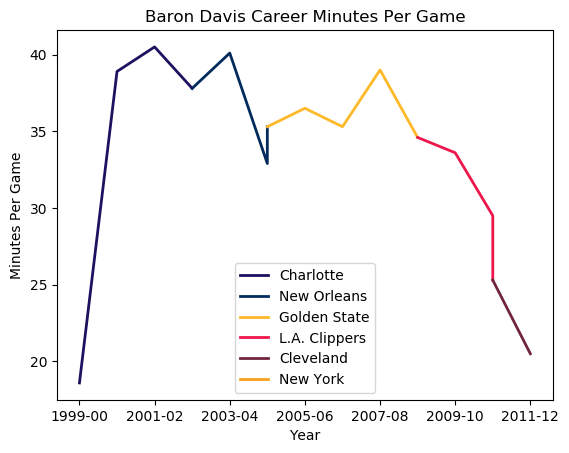 Baron Davis Career Minutes Per Game
40
35
30
25
20
Minutes Per Game
Charlotte
New Orleans
Golden State
L.A. Clippers
Cleveland
New York
1999-00 2001-02 2003-04 2005-06 2007-08 2009-10 2011-12
Year